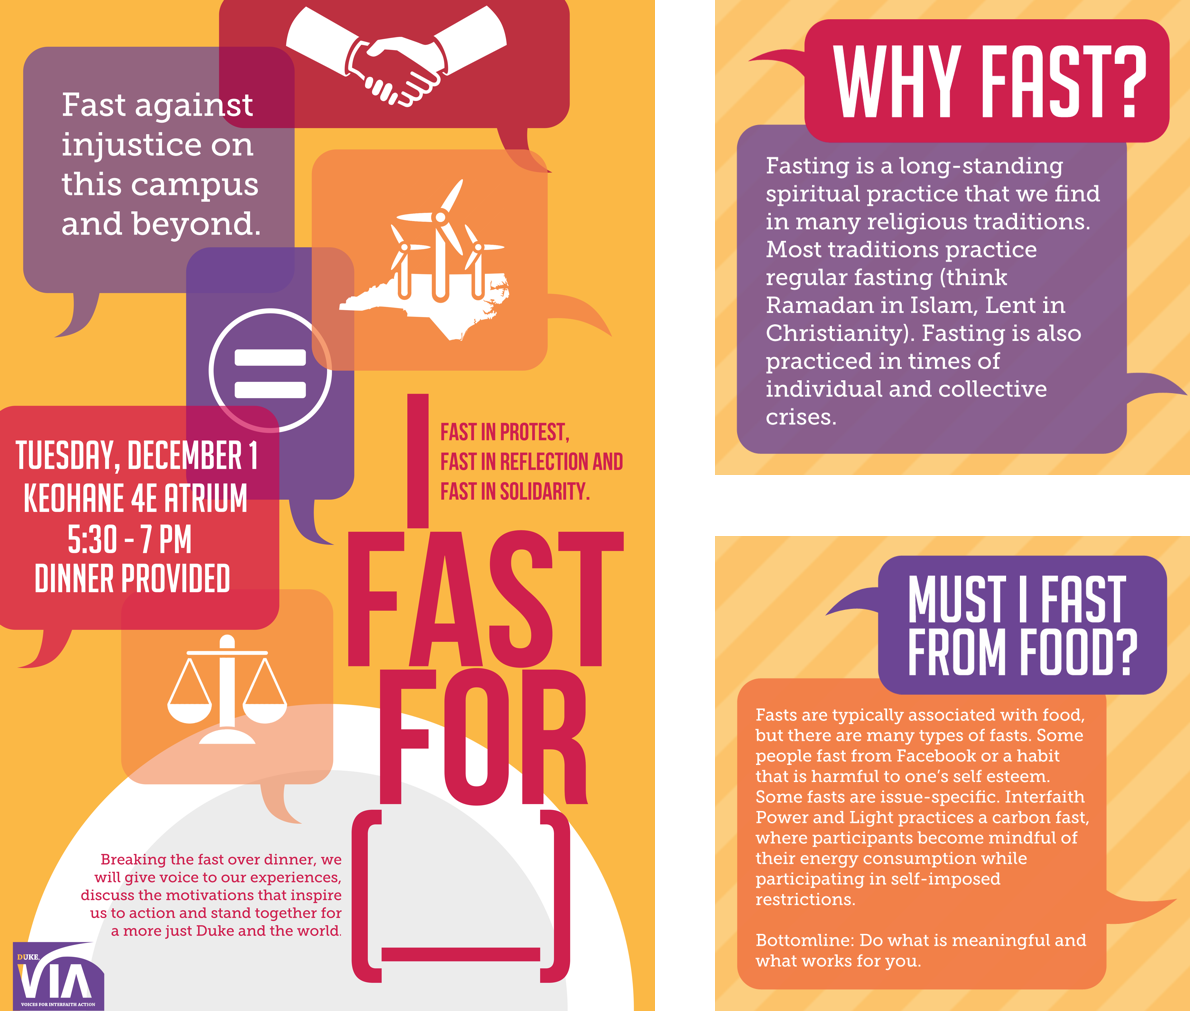 Fast against
injustice on
this campus
and beyond.
TUESDAY, DECEMBER 1
KEOHANE 4E ATRIUM
5:30 - 7 PM
DINNER PROVIDED
FAST IN PROTEST,
FAST IN REFLECTION AND
FAST IN SOLIDARITY.
I
FAST
FOR
[_]
Breaking the fast over dinner, we
will give voice to our experiences,
discuss the motivations that inspire
us to action and stand together for
a more just Duke and the world.
DUKE
VIA
VOICES FOR INTERFAITH ACTION
WHY FAST?
Fasting is a long-standing
spiritual practice that we find
in many religious traditions.
Most traditions practice
regular fasting (think
Ramadan in Islam, Lent in
Christianity). Fasting is also
practiced in times of
individual and collective
crises.
MUST I FAST
FROM FOOD?
Fasts are typically associated with food,
but there are many types of fasts. Some
people fast from Facebook or a habit
that is harmful to one's self esteem.
Some fasts are issue-specific. Interfaith
Power and Light practices a carbon fast,
where participants become mindful of
their energy consumption while
participating in self-imposed
restrictions.
Bottomline: Do what is meaningful and
what works for you.